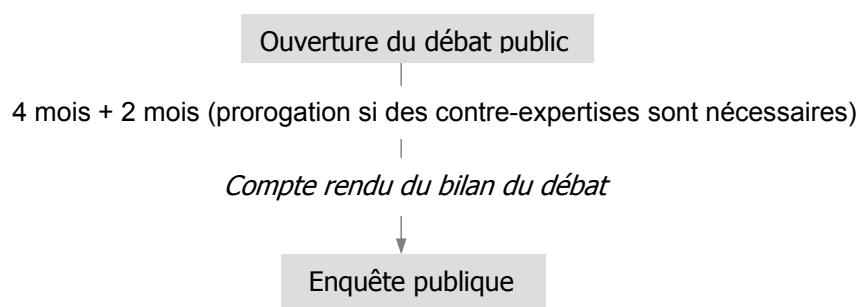 Ouverture du débat public
4 mois + 2 mois (prorogation si des contre-expertises sont nécessaires)
Compte rendu du bilan du débat
Enquête publique